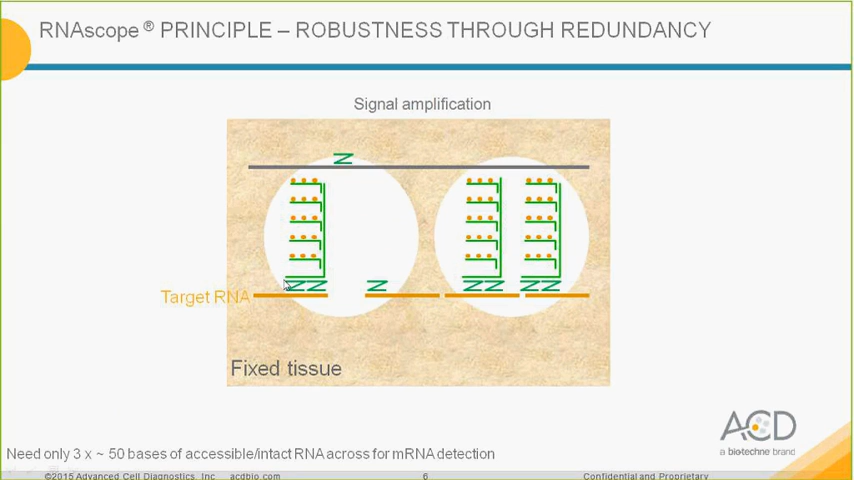 RNAscope ® PRINCIPLE – ROBUSTNESS THROUGH REDUNDANCY
Signal amplification
Target RNA
Fixed tissue
ACD
a biotechne brand
Need only 3 x ~ 50 bases of accessible/intact RNA across for mRNA detection
©2015 Advanced Cell Diagnostics, Inc acdbio.com 6 Confidential and Proprietary